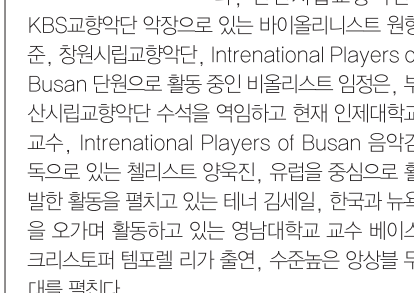 KBS교향악단 악장으로 있는 바이올리니스트 원형
준, 창원시립교향악단, Intrenational Players o
Busan 단원으로 활동 중인 비올리스트 임정은, 부
산시립교향악단 수석을 역임하고 현재 인제대학교
교수, Intrenational Players of Busan 음악감
독으로 있는 첼리스트 양욱진, 유럽을 중심으로 활
발한 활동을 펼치고 있는 테너 김세일, 한국과 뉴욕
을 오가며 활동하고 있는 영남대학교 교수 베이스
크리스토퍼 템포렐 리가 출연, 수준높은 앙상블 무
대를 펼친다